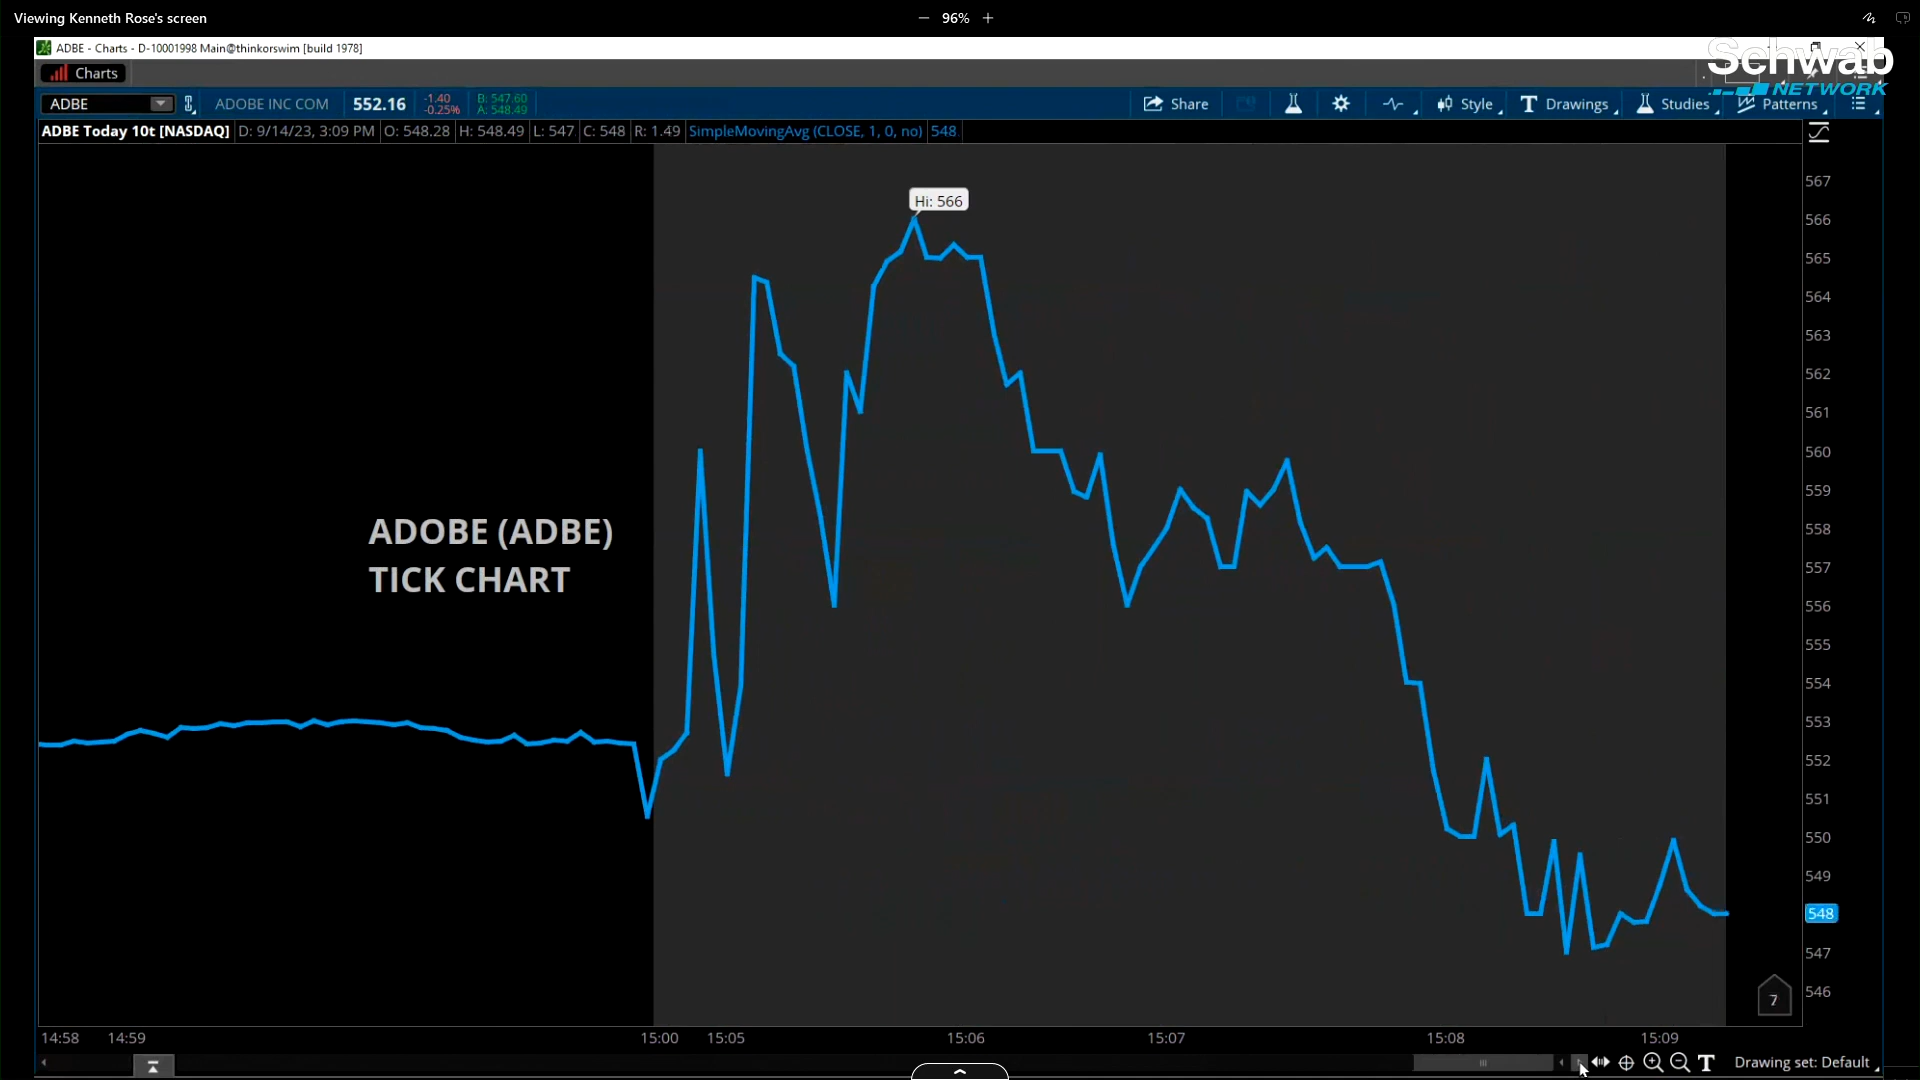 Viewing Kenneth Rose's screen
— 96% +
ADBE - Charts - D-10001998 Main@thinkorswim [build 1978]
Schwab
NETWORK
Charts
ADBE ADOBE INC COM 552.16 -1.40 -0.25% B: 547.60 A: 548.49 Share Style Drawings Studies Patterns
ADBE Today 10t [NASDAQ] D: 9/14/23, 3:09 PM O: 548.28 H: 548.49 L: 547 C: 548 R: 1.49 SimpleMovingAvg (CLOSE, 1, 0, no) 548
Hi: 566
ADOBE (ADBE)
TICK CHART
567
566
565
564
563
562
561
560
559
558
557
556
555
554
553
552
551
550
549
548
547
546
7
14:58 14:59 15:00 15:05 15:06 15:07 15:08 15:09
T Drawing set: Default